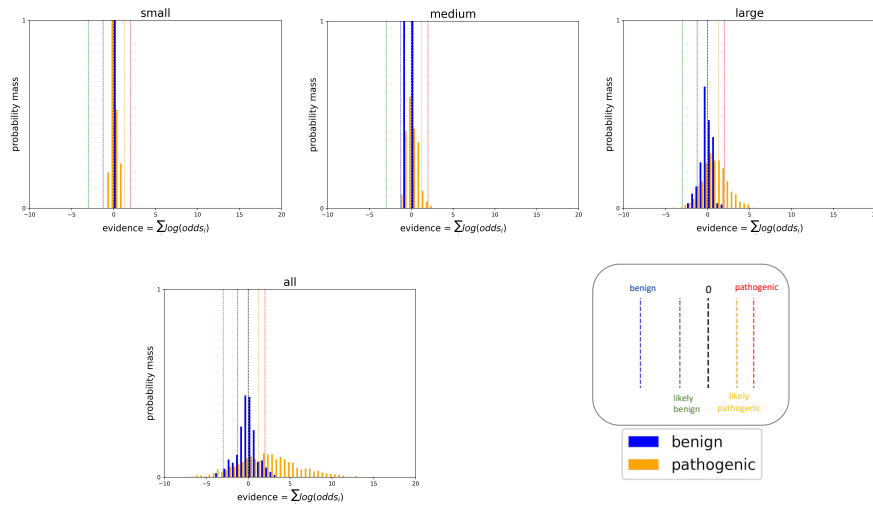 small
probability mass
1
0
-10
-5
0
5
10
15
20
evidence = ∑log(oddsᵢ)
medium
probability mass
1
0
-10
-5
0
5
10
15
20
evidence = ∑log(oddsᵢ)
large
probability mass
1
0
-10
-5
0
5
10
15
evidence = ∑log(oddsᵢ)
all
probability mass
1
0
-10
-5
0
5
10
15
20
evidence = ∑log(oddsᵢ)
benign
0
pathogenic
likely
benign
likely
pathogenic
benign
pathogenic